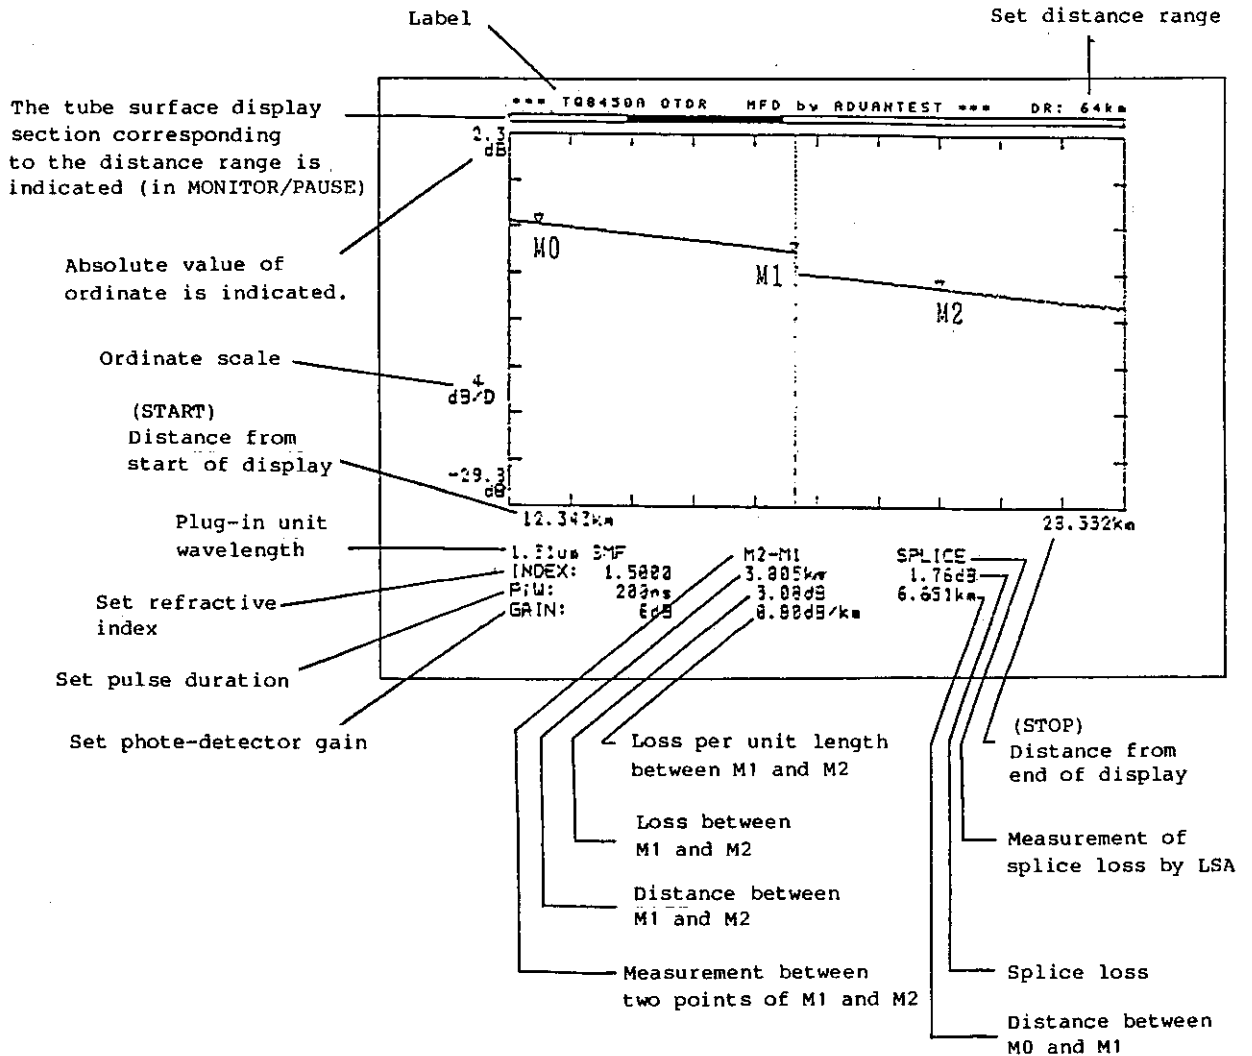 Label
Set distance range
*** TQ8450A OTDR MFD by ADVANTEST *** DR: 64km
The tube surface display
section corresponding
to the distance range is
indicated (in MONITOR/PAUSE)
2.3
dB
M0
M1
M2
Absolute value of
ordinate is indicated.
Ordinate scale
4
dB/D
(START)
Distance from
start of display
-29.3
dB
12.343km
23.332km
Plug-in unit
wavelength
1.31um SMF
M2-M1
SPLICE
INDEX: 1.5000
3.805km
1.76dB
Set refractive
index
P.W: 200ns
3.08dB
6.651km
GAIN: 6dB
0.80dB/km
Set pulse duration
Set phote-detector gain
Loss per unit length
between M1 and M2
(STOP)
Distance from
end of display
Loss between
M1 and M2
Measurement of
splice loss by LSA
Distance between
M1 and M2
Measurement between
two points of M1 and M2
Splice loss
Distance between
M0 and M1